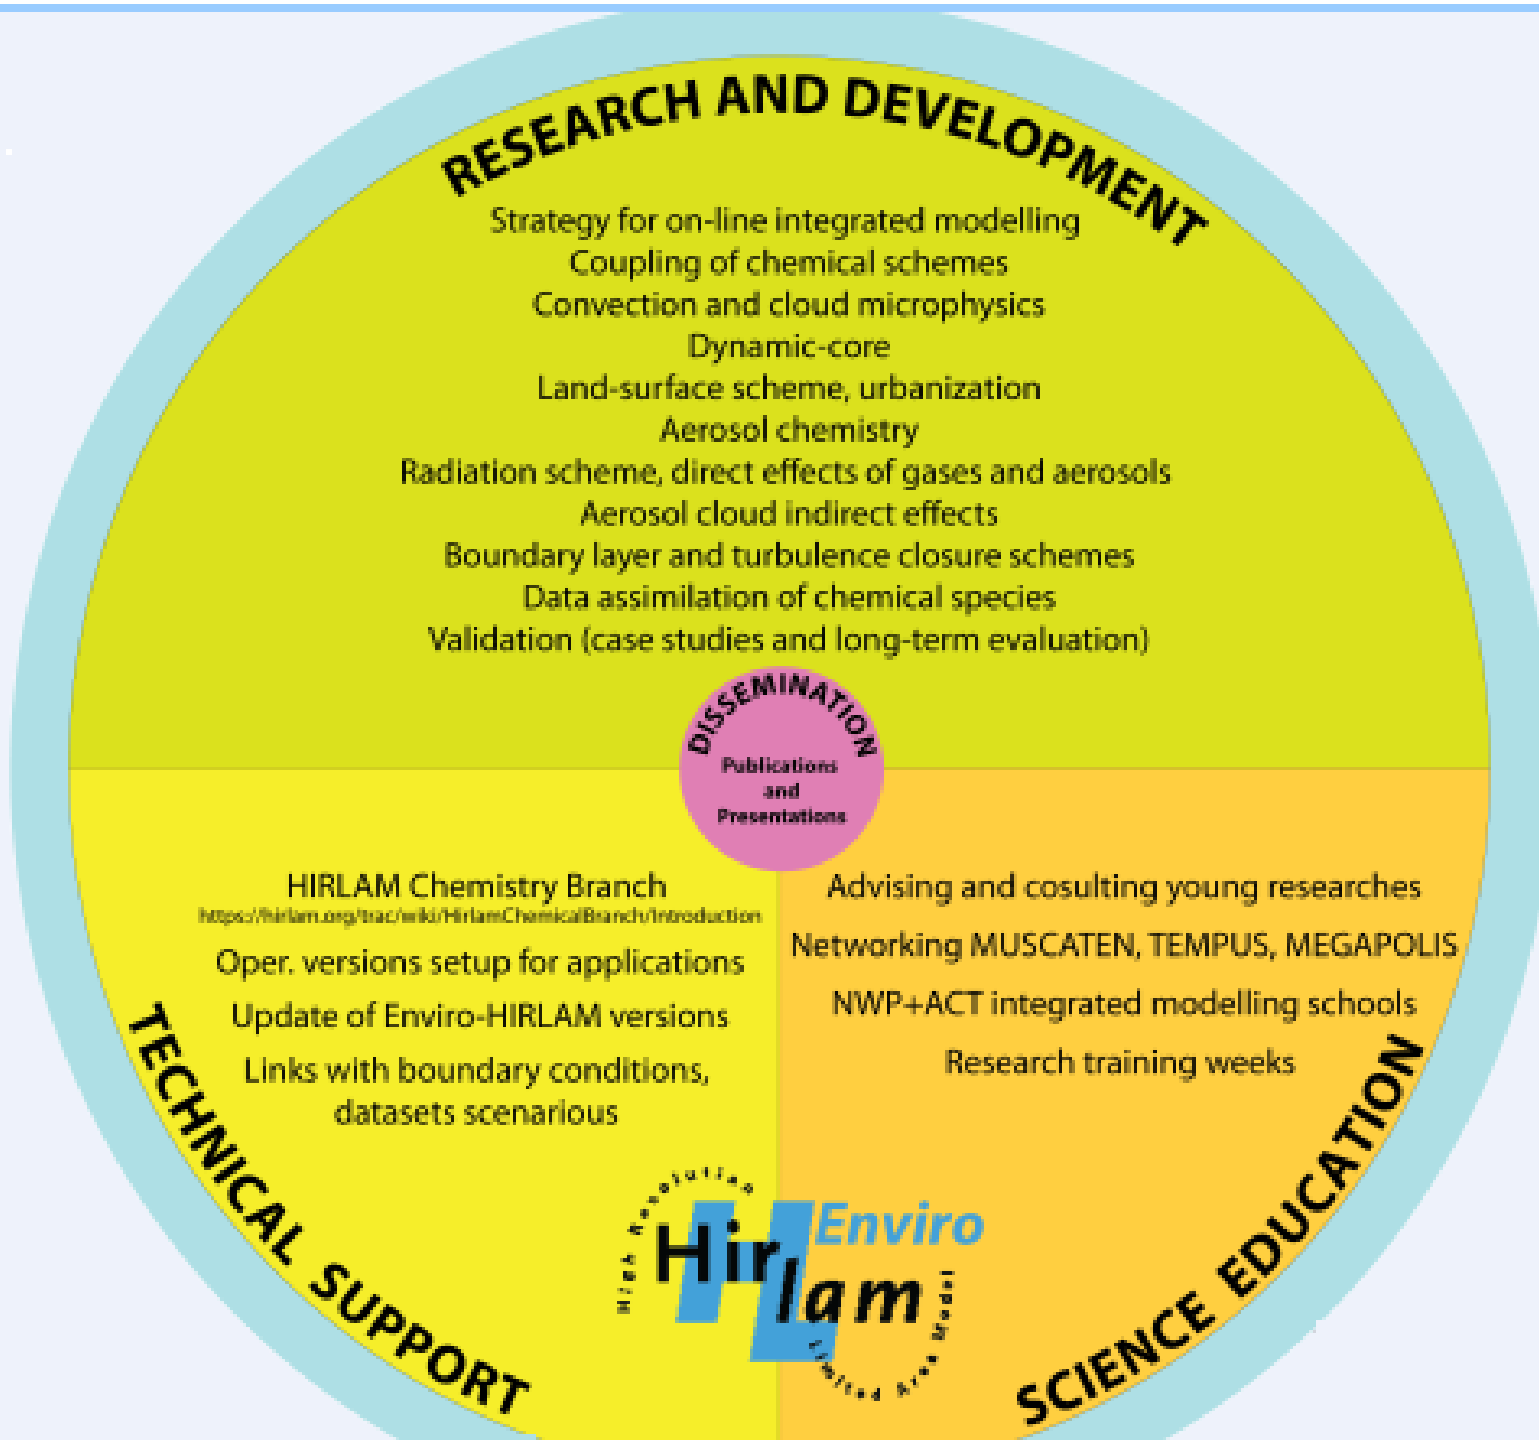 RESEARCH AND DEVELOPMENT
Strategy for on-line integrated modelling
Coupling of chemical schemes
Convection and cloud microphysics
Dynamic-core
Land-surface scheme, urbanization
Aerosol chemistry
Radiation scheme, direct effects of gases and aerosols
Aerosol cloud indirect effects
Boundary layer and turbulence closure schemes
Data assimilation of chemical species
Validation (case studies and long-term evaluation)
DISSEMINATION
Publications
and
Presentations
HIRLAM Chemistry Branch
https://hirlam.org/trac/wiki/HirlamChemicalBranch/Introduction
Oper. versions setup for applications
Update of Enviro-HIRLAM versions
Links with boundary conditions,
datasets scenarious
TECHNICAL SUPPORT
Advising and cosulting young researches
Networking MUSCATEN, TEMPUS, MEGAPOLIS
NWP+ACT integrated modelling schools
Research training weeks
SCIENCE EDUCATION
High Resolution
Enviro
Hirlam
Limited Area Model